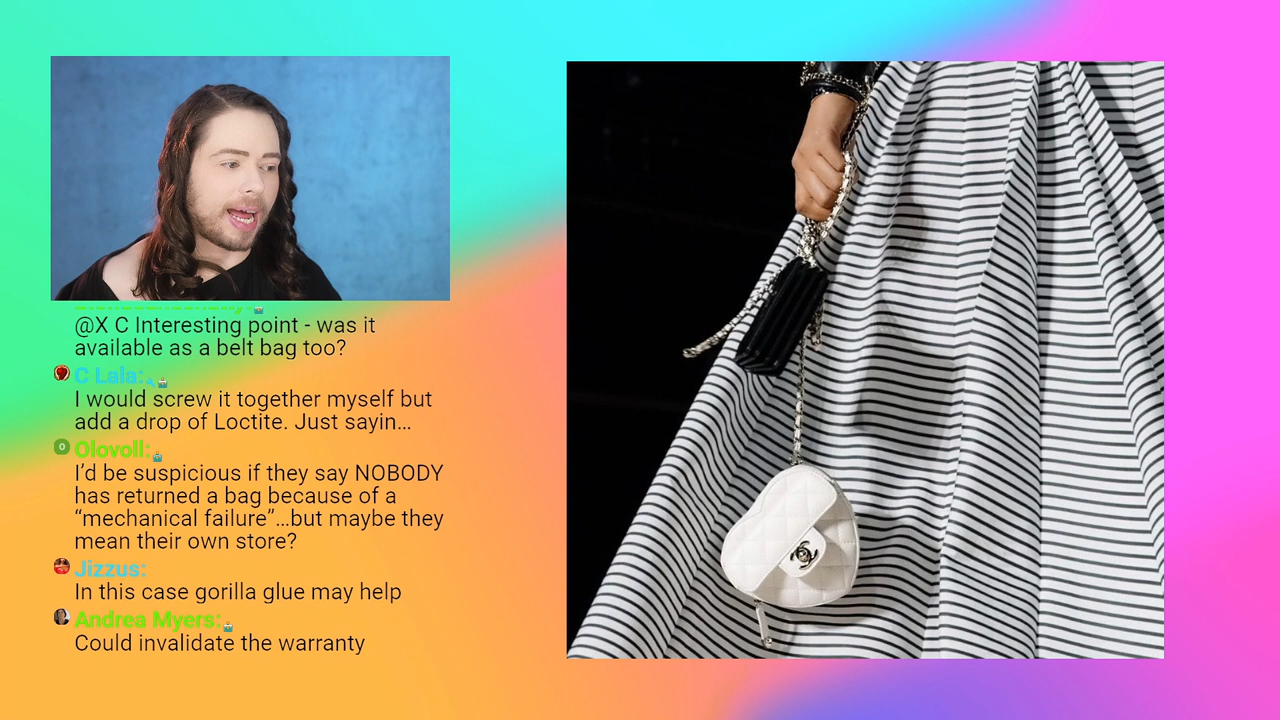 @X C Interesting point - was it
available as a belt bag too?
C Lala:
I would screw it together myself but
add a drop of Loctite. Just sayin…
O
Olovoll:
I’d be suspicious if they say NOBODY
has returned a bag because of a
“mechanical failure”…but maybe they
mean their own store?
Jizzus:
In this case gorilla glue may help
Andrea Myers:
Could invalidate the warranty